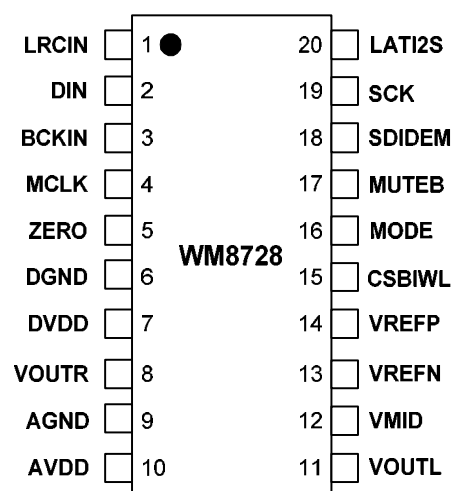 LRCIN 1 20 LATI2S
DIN 2 19 SCK
BCKIN 3 18 SDIDEM
MCLK 4 17 MUTEB
ZERO 5 16 MODE
WM8728
DGND 6 15 CSBIWL
DVDD 7 14 VREFP
VOUTR 8 13 VREFN
AGND 9 12 VMID
AVDD 10 11 VOUTL